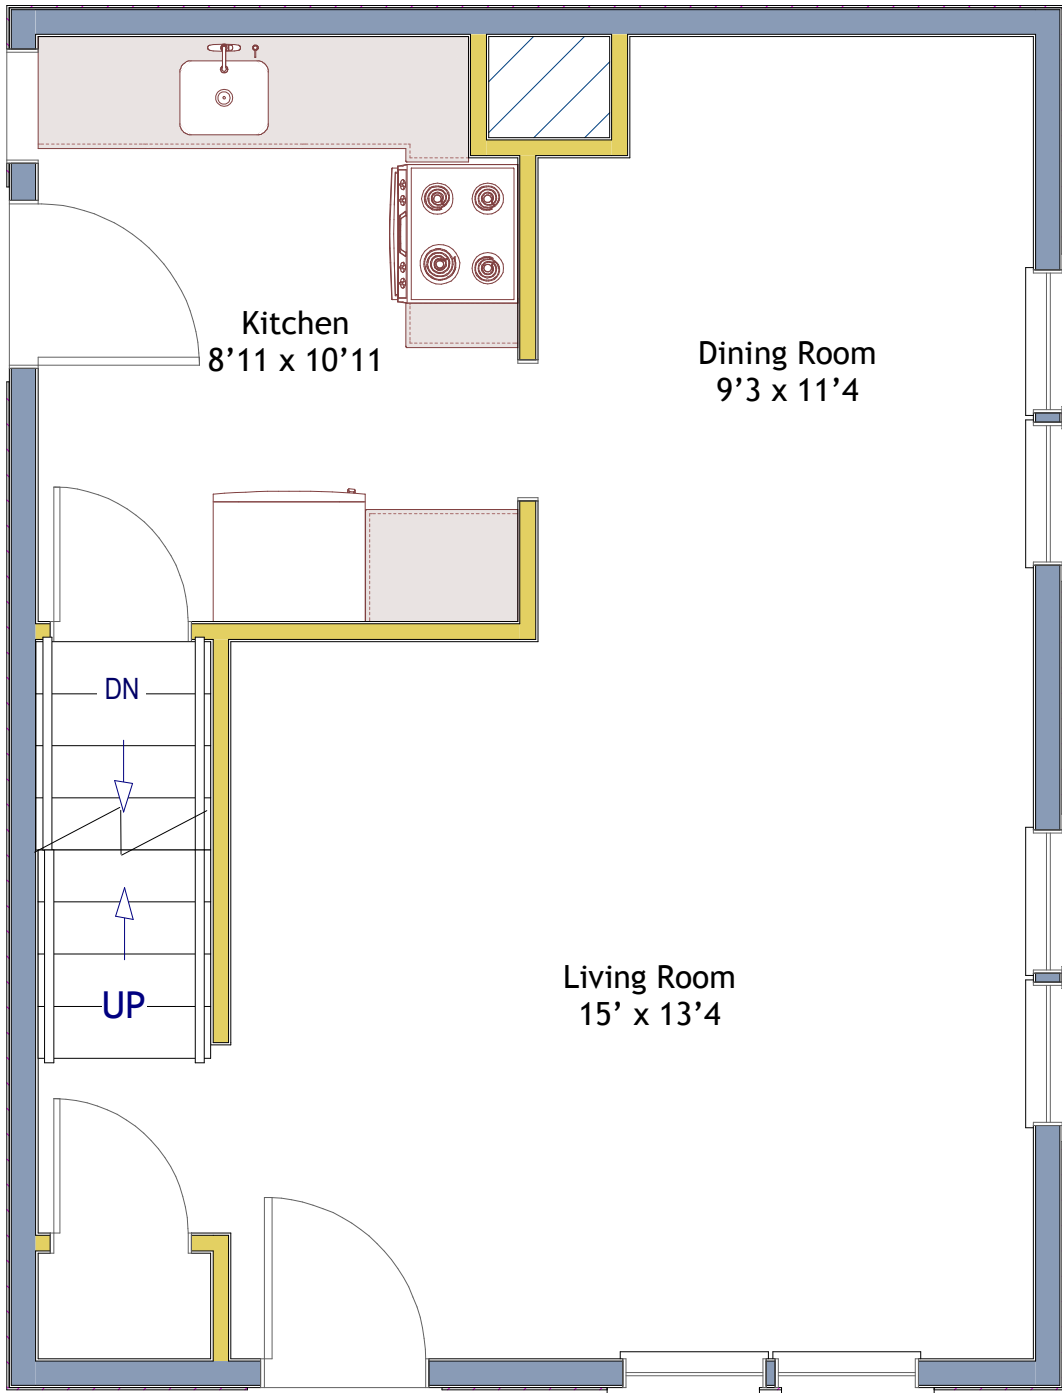 Kitchen
8’11 x 10’11
Dining Room
9’3 x 11’4
DN
UP
Living Room
15’ x 13’4